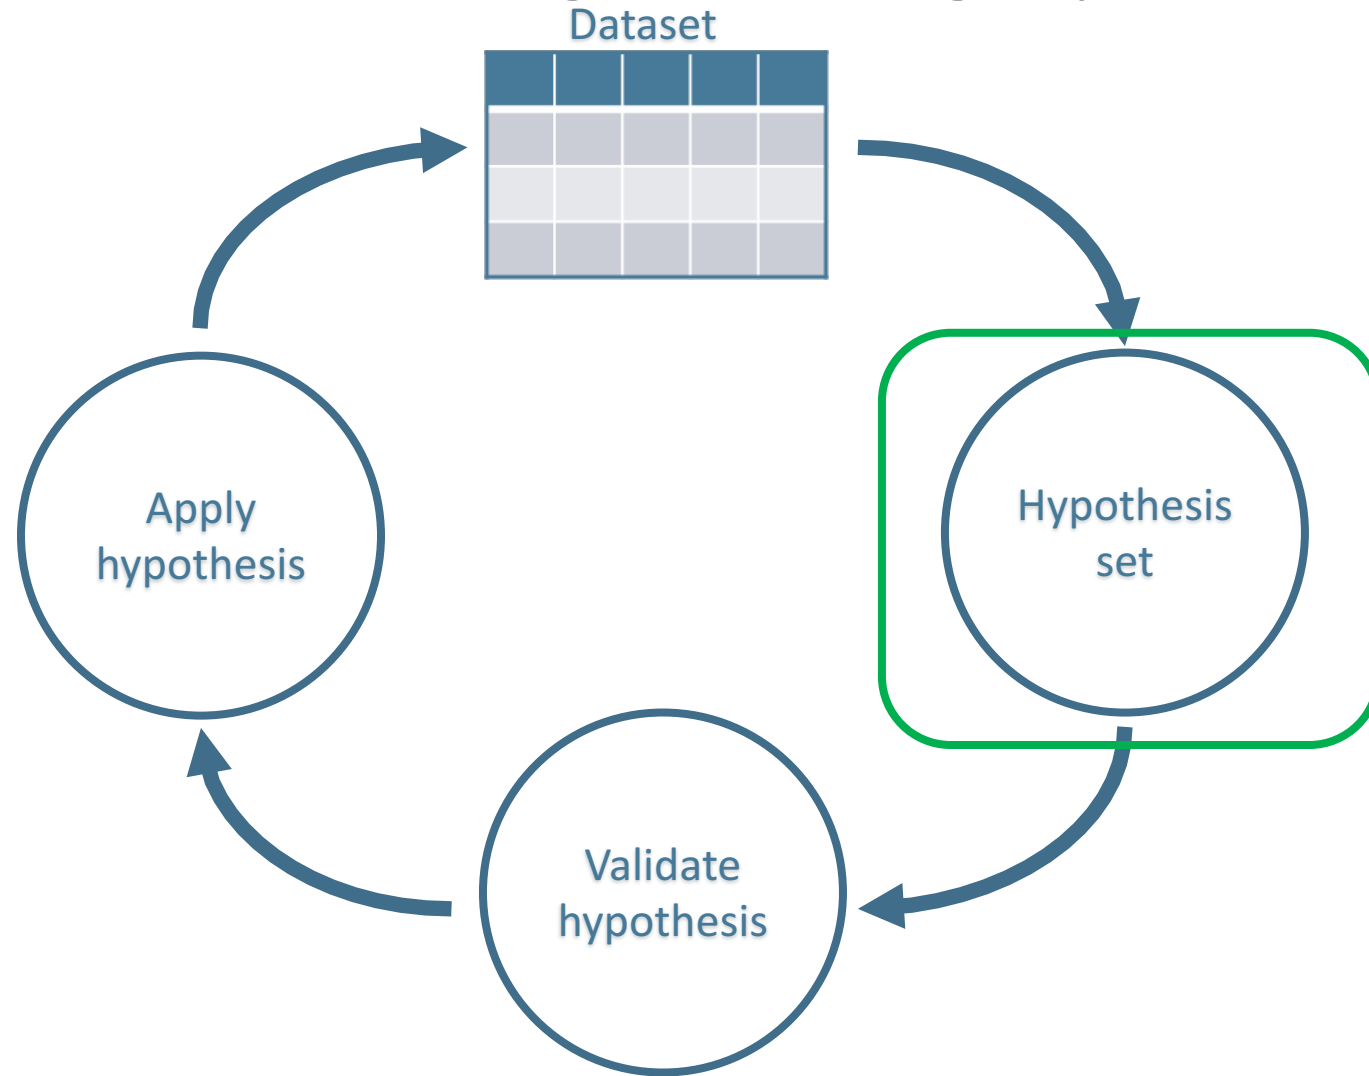 Dataset
Hypothesis
set
Apply
hypothesis
Validate
hypothesis